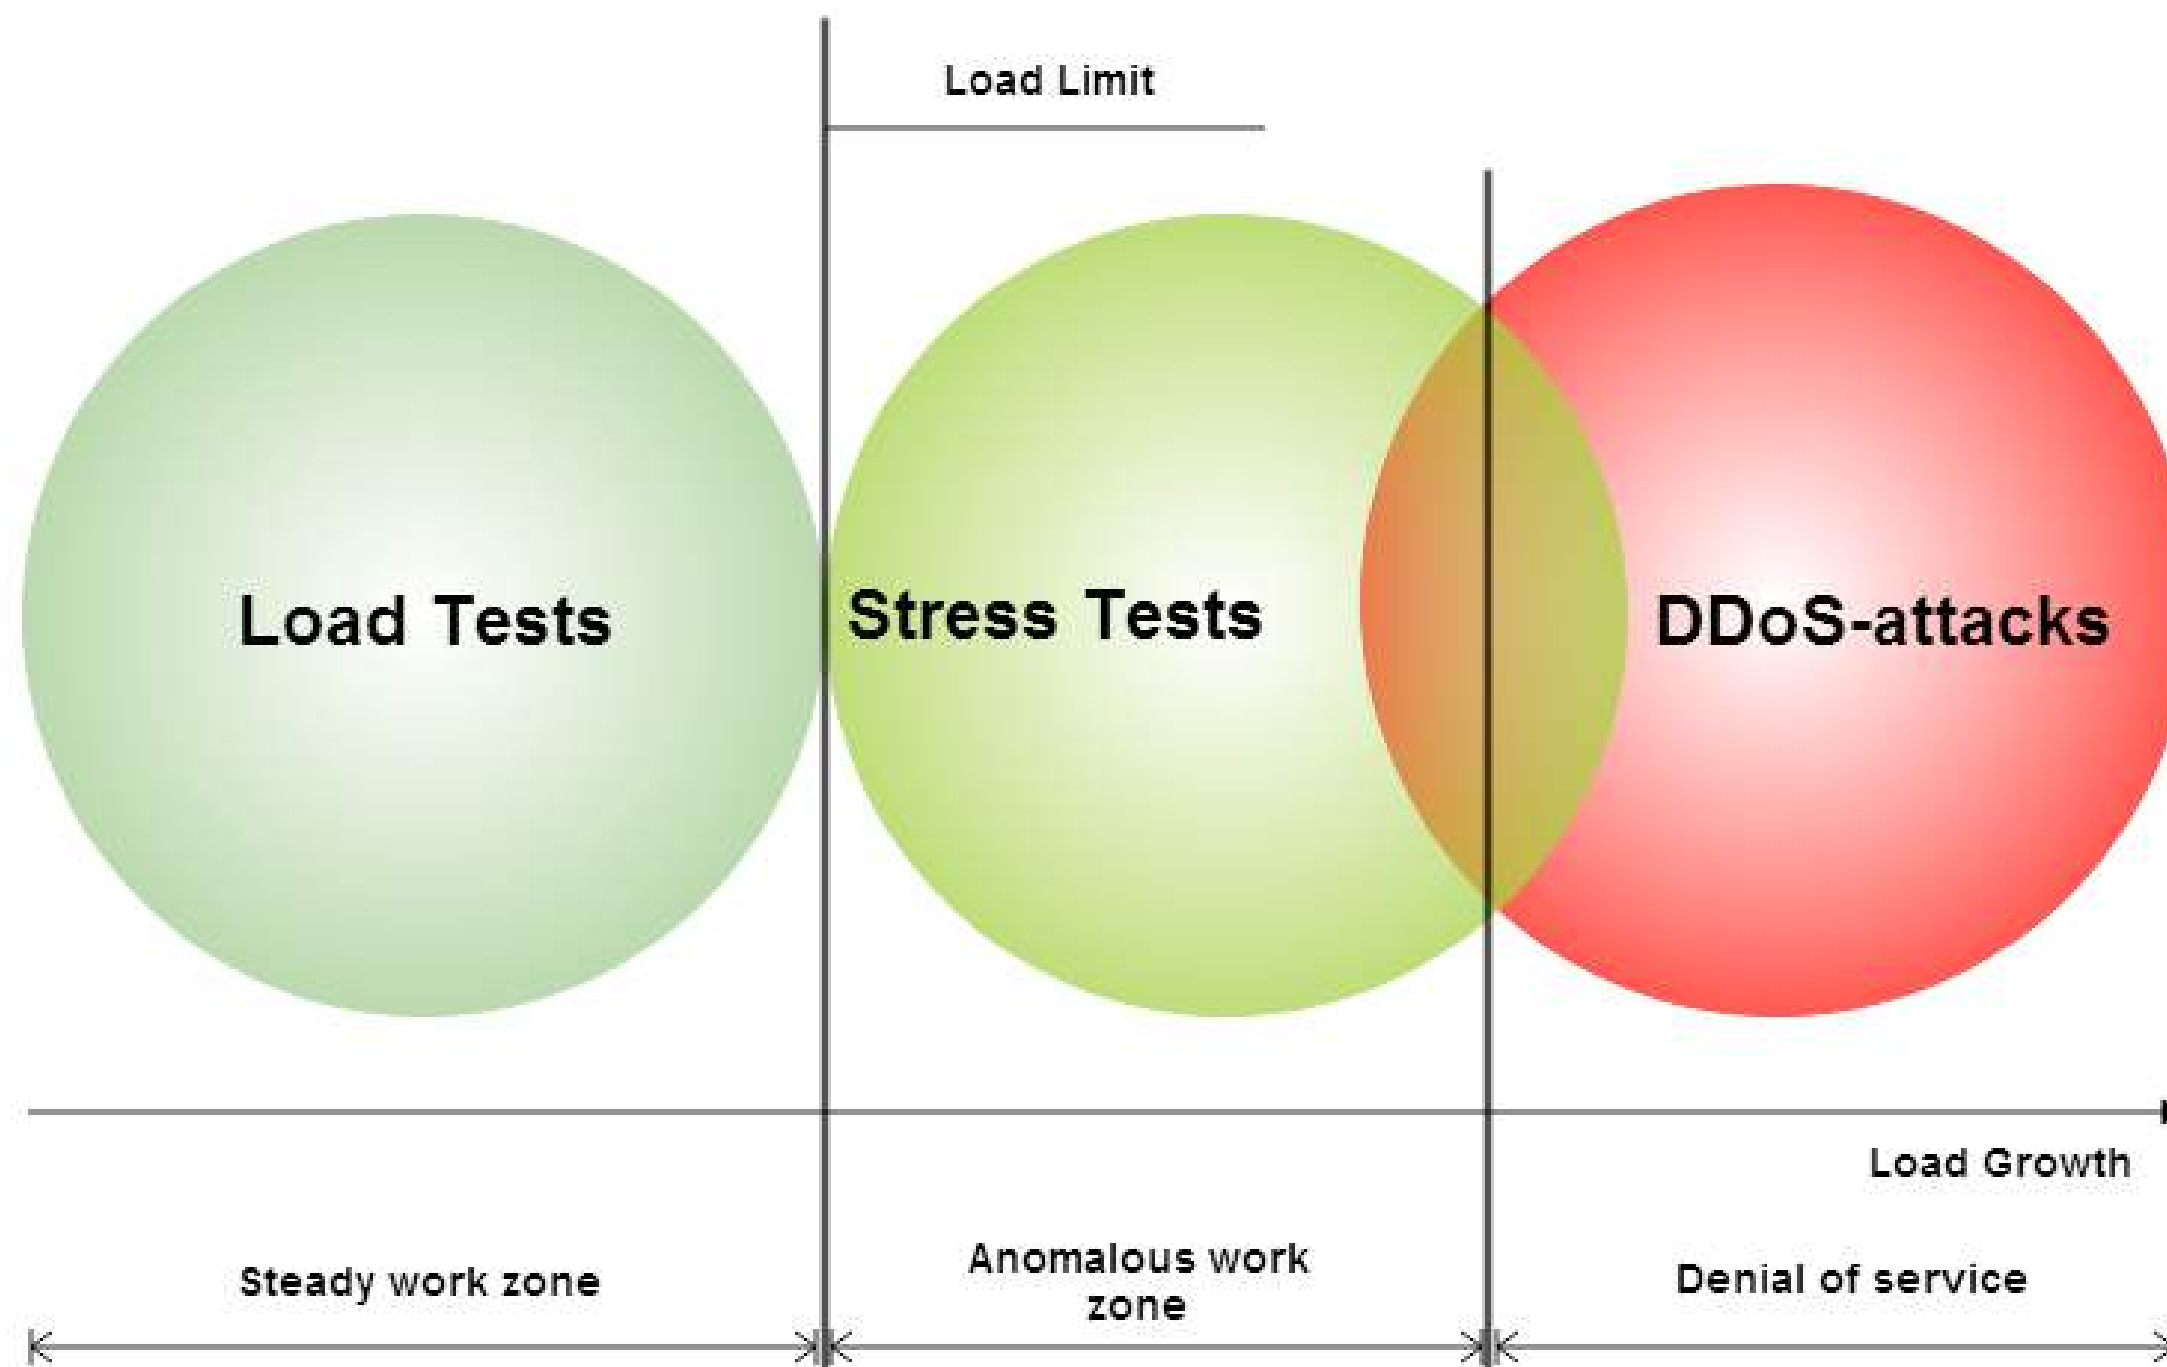 Load Limit
Load Tests
Stress Tests
DDoS-attacks
Load Growth
Steady work zone
Anomalous work
zone
Denial of service